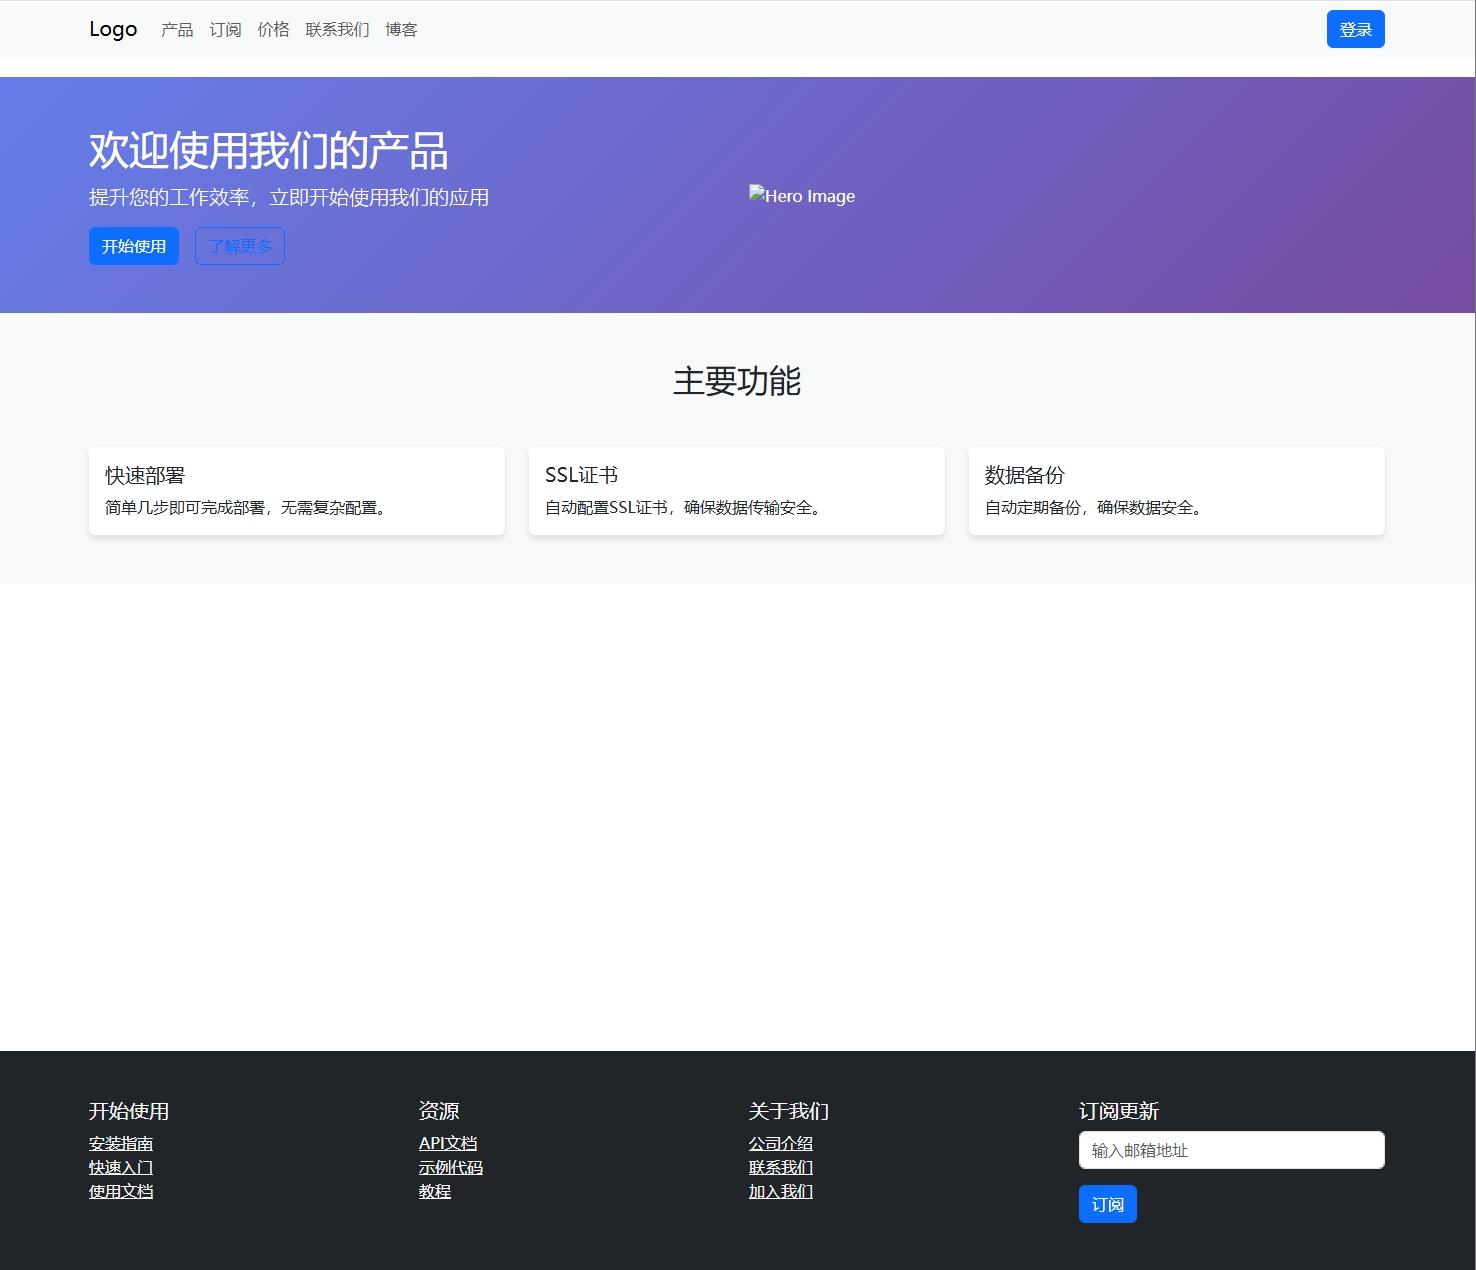 Logo 产品 订阅 价格 联系我们 博客 登录
欢迎使用我们的产品
提升您的工作效率，立即开始使用我们的应用
开始使用 了解更多
Hero Image
主要功能
快速部署
简单几步即可完成部署，无需复杂配置。
SSL证书
自动配置SSL证书，确保数据传输安全。
数据备份
自动定期备份，确保数据安全。
开始使用
安装指南
快速入门
使用文档
资源
API文档
示例代码
教程
关于我们
公司介绍
联系我们
加入我们
订阅更新
输入邮箱地址
订阅